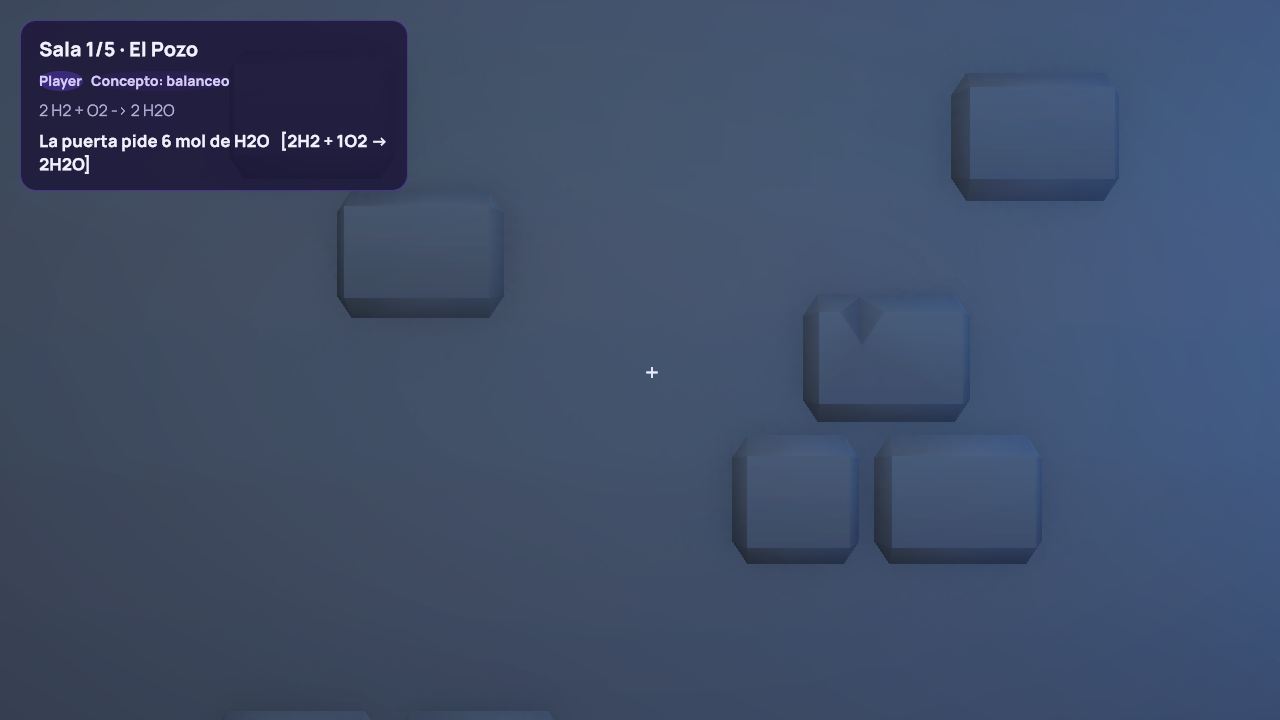 Sala 1/5 · El Pozo
Player Concepto: balanceo
2 H2 + O2 -> 2 H2O
La puerta pide 6 mol de H2O [2H2 + 1O2 →
2H2O]